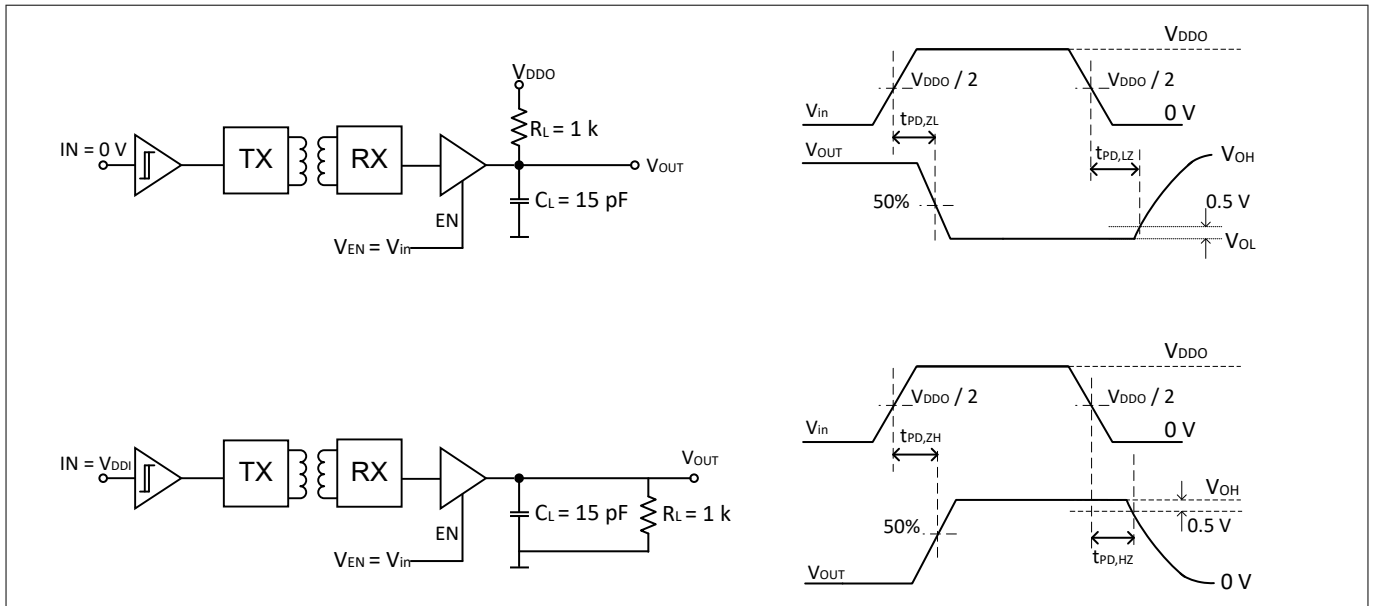 VDDO
RL = 1 k
IN = 0 V
TX
RX
VOUT
CL = 15 pF
EN
VEN = Vin
VDDO
VDDO / 2
VDDO / 2
Vin
0 V
tPD,ZL
VOUT
tPD,LZ
VOH
50%
0.5 V
VOL
IN = VDDI
TX
RX
VOUT
CL = 15 pF
RL = 1 k
EN
VEN = Vin
VDDO
VDDO / 2
VDDO / 2
Vin
0 V
tPD,ZH
VOH
50%
0.5 V
tPD,HZ
VOUT
0 V